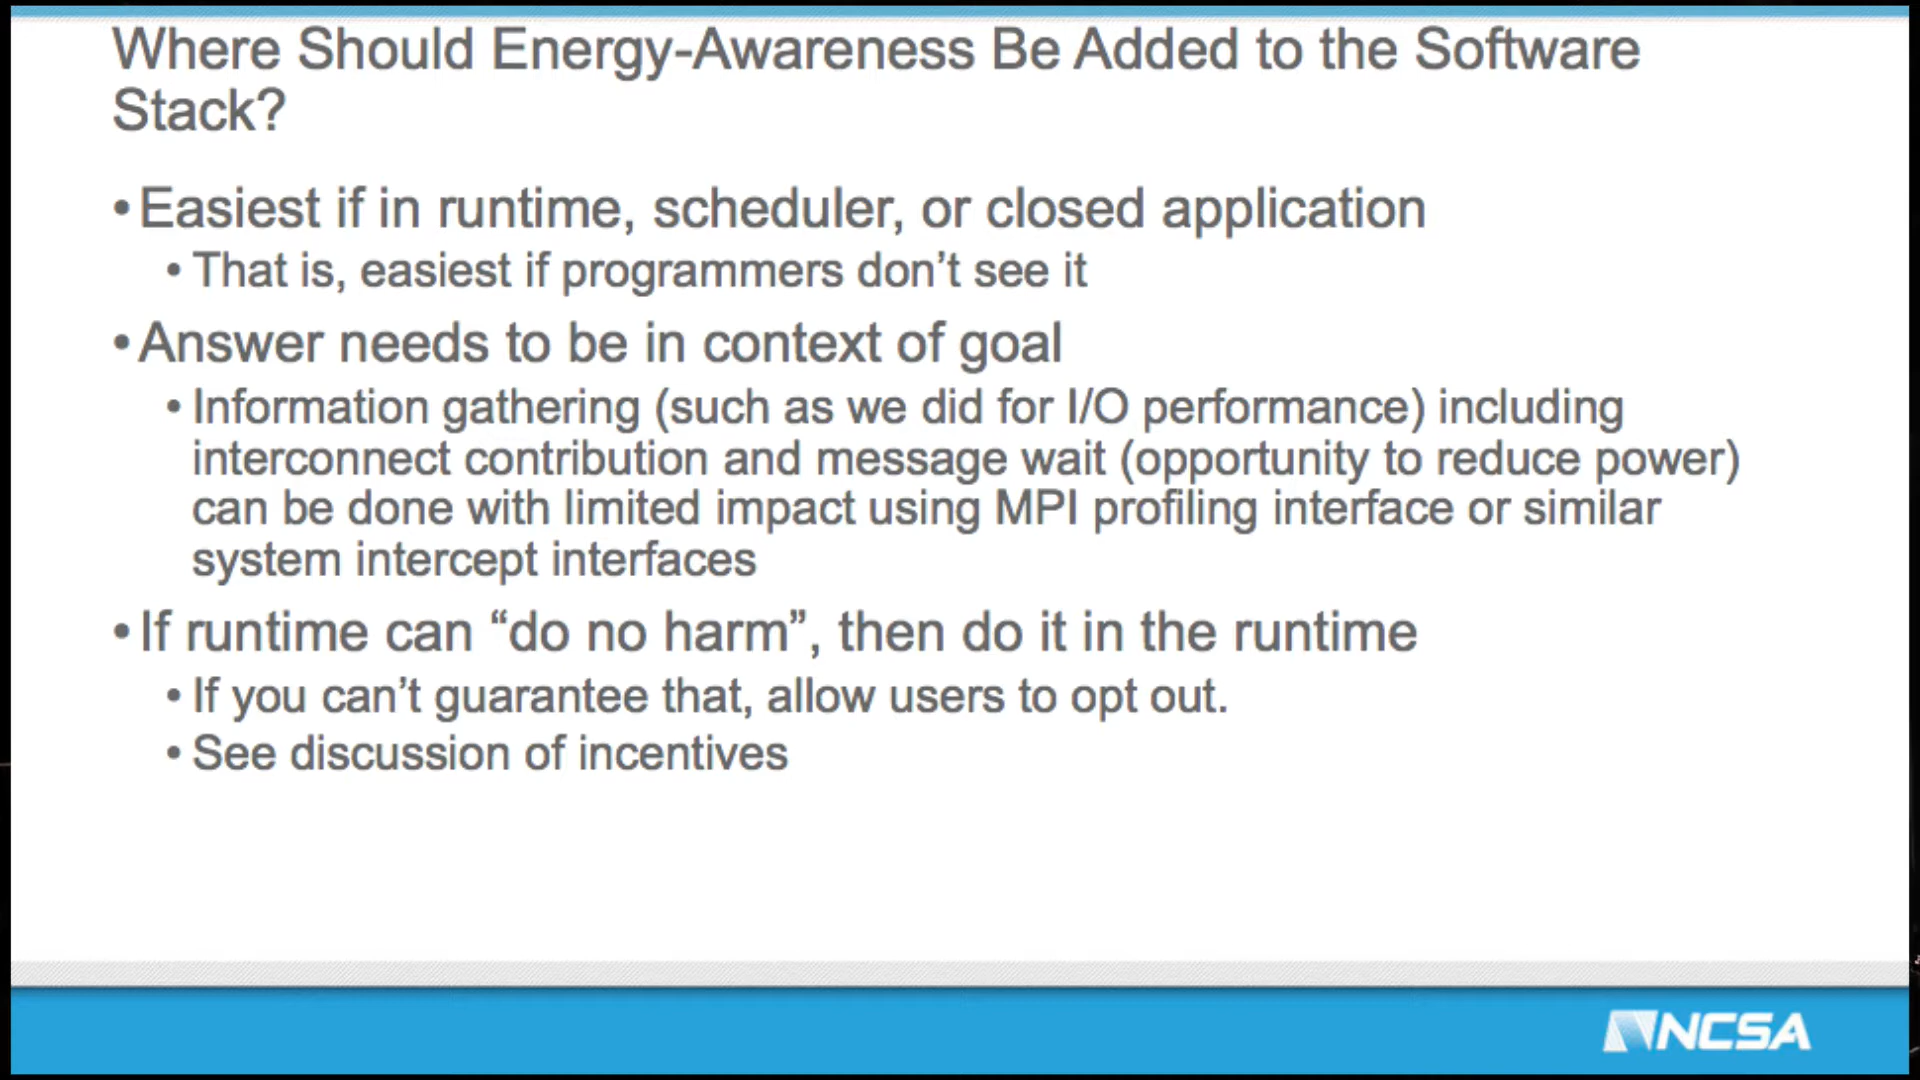 Where Should Energy-Awareness Be Added to the Software
Stack?
•Easiest if in runtime, scheduler, or closed application
•That is, easiest if programmers don’t see it
•Answer needs to be in context of goal
•Information gathering (such as we did for I/O performance) including
interconnect contribution and message wait (opportunity to reduce power)
can be done with limited impact using MPI profiling interface or similar
system intercept interfaces
•If runtime can “do no harm”, then do it in the runtime
•If you can’t guarantee that, allow users to opt out.
•See discussion of incentives
NCSA